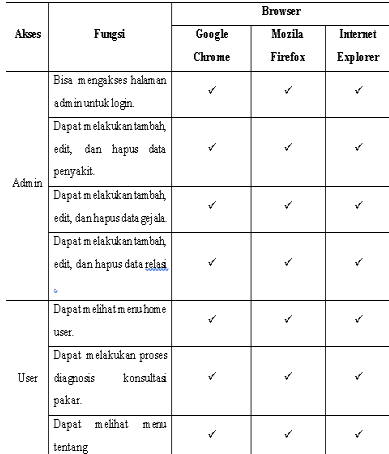 Browser
Akses Fungsi Google Mozila Internet
Chrome Firefox Explorer
Bisa mengakses halaman
admin untuk login. ✓ ✓ ✓
Dapat melakukan tambah,
edit, dan hapus data ✓ ✓ ✓
penyakit.
Admin
Dapat melakukan tambah,
edit, dan hapus data gejala. ✓ ✓ ✓
Dapat melakukan tambah,
edit, dan hapus data relasi ✓ ✓ ✓
.
Dapat melihat menu home
user. ✓ ✓ ✓
Dapat melakukan proses
User diagnosis konsultasi ✓ ✓ ✓
pakar.
Dapat melihat menu
tentang ✓ ✓ ✓